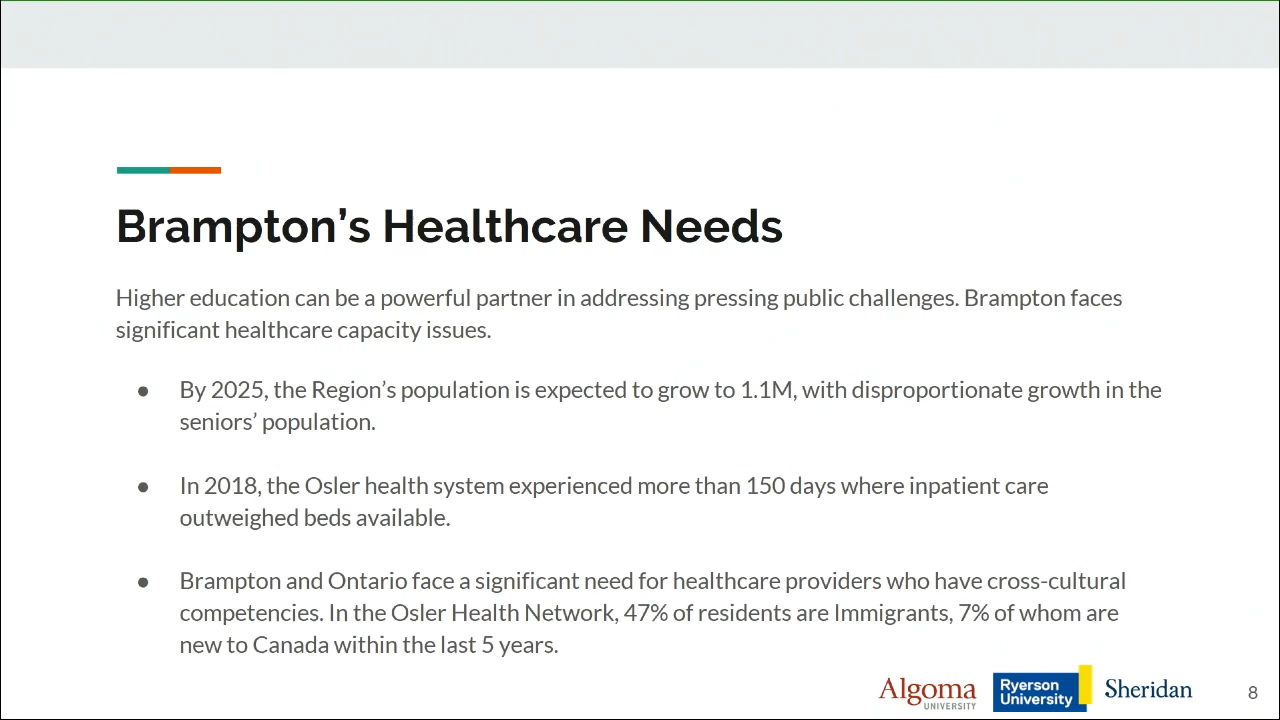 Brampton’s Healthcare Needs
Higher education can be a powerful partner in addressing pressing public challenges. Brampton faces
significant healthcare capacity issues.
● By 2025, the Region’s population is expected to grow to 1.1M, with disproportionate growth in the
seniors’ population.
● In 2018, the Osler health system experienced more than 150 days where inpatient care
outweighed beds available.
● Brampton and Ontario face a significant need for healthcare providers who have cross-cultural
competencies. In the Osler Health Network, 47% of residents are Immigrants, 7% of whom are
new to Canada within the last 5 years.
Algoma
UNIVERSITY
Ryerson
University
Sheridan
8